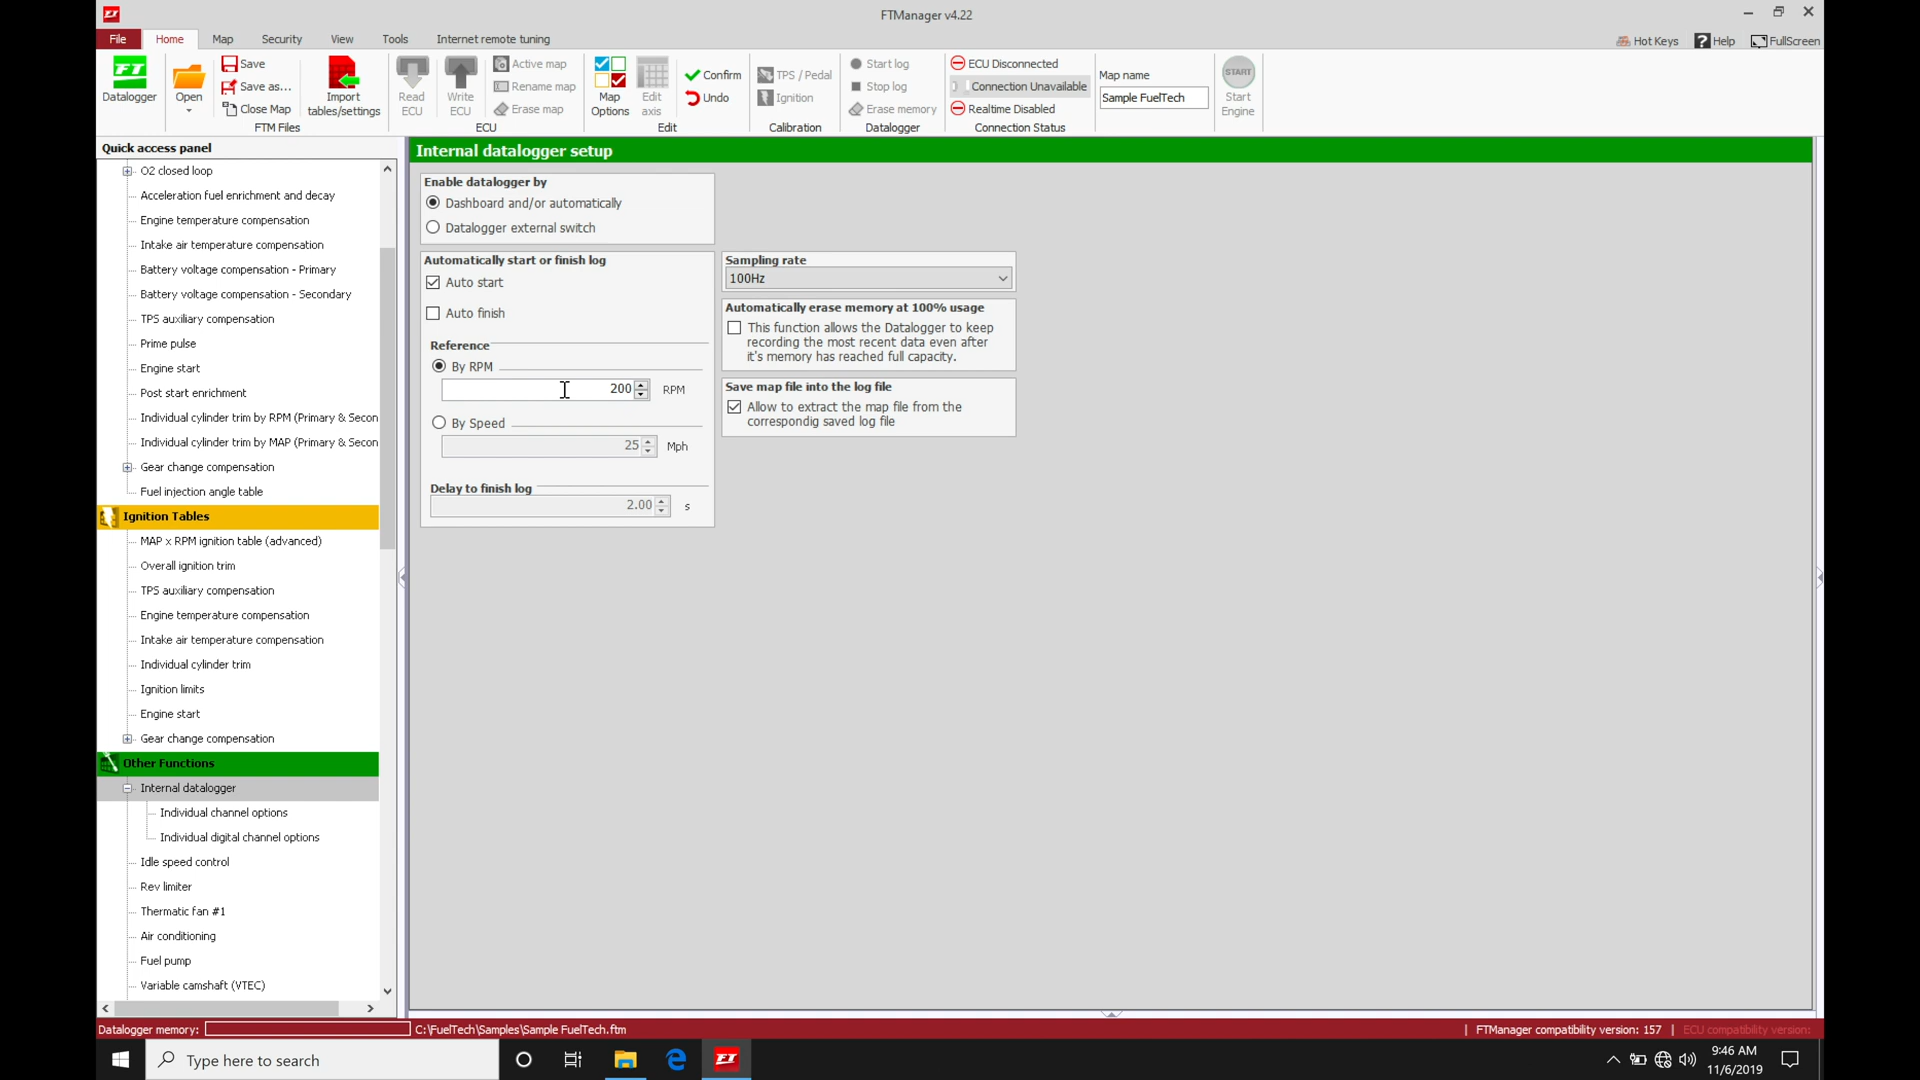 FTManager v4.22
File
Home
Map
Security
View
Tools
Internet remote tuning
Hot Keys
Help
FullScreen
Datalogger
Open
Save
Save as...
Close Map
FTM Files
Import
tables/settings
Read
ECU
Write
ECU
Active map
Rename map
Erase map
ECU
Map
Options
Edit
axis
Confirm
Undo
Edit
TPS / Pedal
Ignition
Calibration
Start log
Stop log
Erase memory
Datalogger
ECU Disconnected
Connection Unavailable
Realtime Disabled
Connection Status
Map name
Sample FuelTech
START
Start
Engine
Quick access panel
O2 closed loop
Acceleration fuel enrichment and decay
Engine temperature compensation
Intake air temperature compensation
Battery voltage compensation - Primary
Battery voltage compensation - Secondary
TPS auxiliary compensation
Prime pulse
Engine start
Post start enrichment
Individual cylinder trim by RPM (Primary & Secon
Individual cylinder trim by MAP (Primary & Secon
Gear change compensation
Fuel injection angle table
Ignition Tables
MAP x RPM ignition table (advanced)
Overall ignition trim
TPS auxiliary compensation
Engine temperature compensation
Intake air temperature compensation
Individual cylinder trim
Ignition limits
Engine start
Gear change compensation
Other Functions
Internal datalogger
Individual channel options
Individual digital channel options
Idle speed control
Rev limiter
Thermatic fan #1
Air conditioning
Fuel pump
Variable camshaft (VTEC)
Internal datalogger setup
Enable datalogger by
Dashboard and/or automatically
Datalogger external switch
Automatically start or finish log
Auto start
Auto finish
Reference
By RPM
200 RPM
By Speed
25 Mph
Delay to finish log
2.00 s
Sampling rate
100Hz
Automatically erase memory at 100% usage
This function allows the Datalogger to keep
recording the most recent data even after
it's memory has reached full capacity.
Save map file into the log file
Allow to extract the map file from the
correspondig saved log file
Datalogger memory:
C:\FuelTech\Samples\Sample FuelTech.ftm
FTManager compatibility version: 157
ECU compatibility version:
Type here to search
9:46 AM
11/6/2019